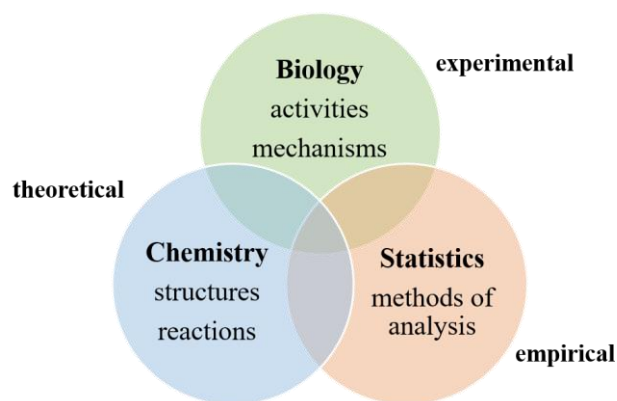 Biology
activities
mechanisms
experimental
theoretical
Chemistry
structures
reactions
Statistics
methods of
analysis
empirical